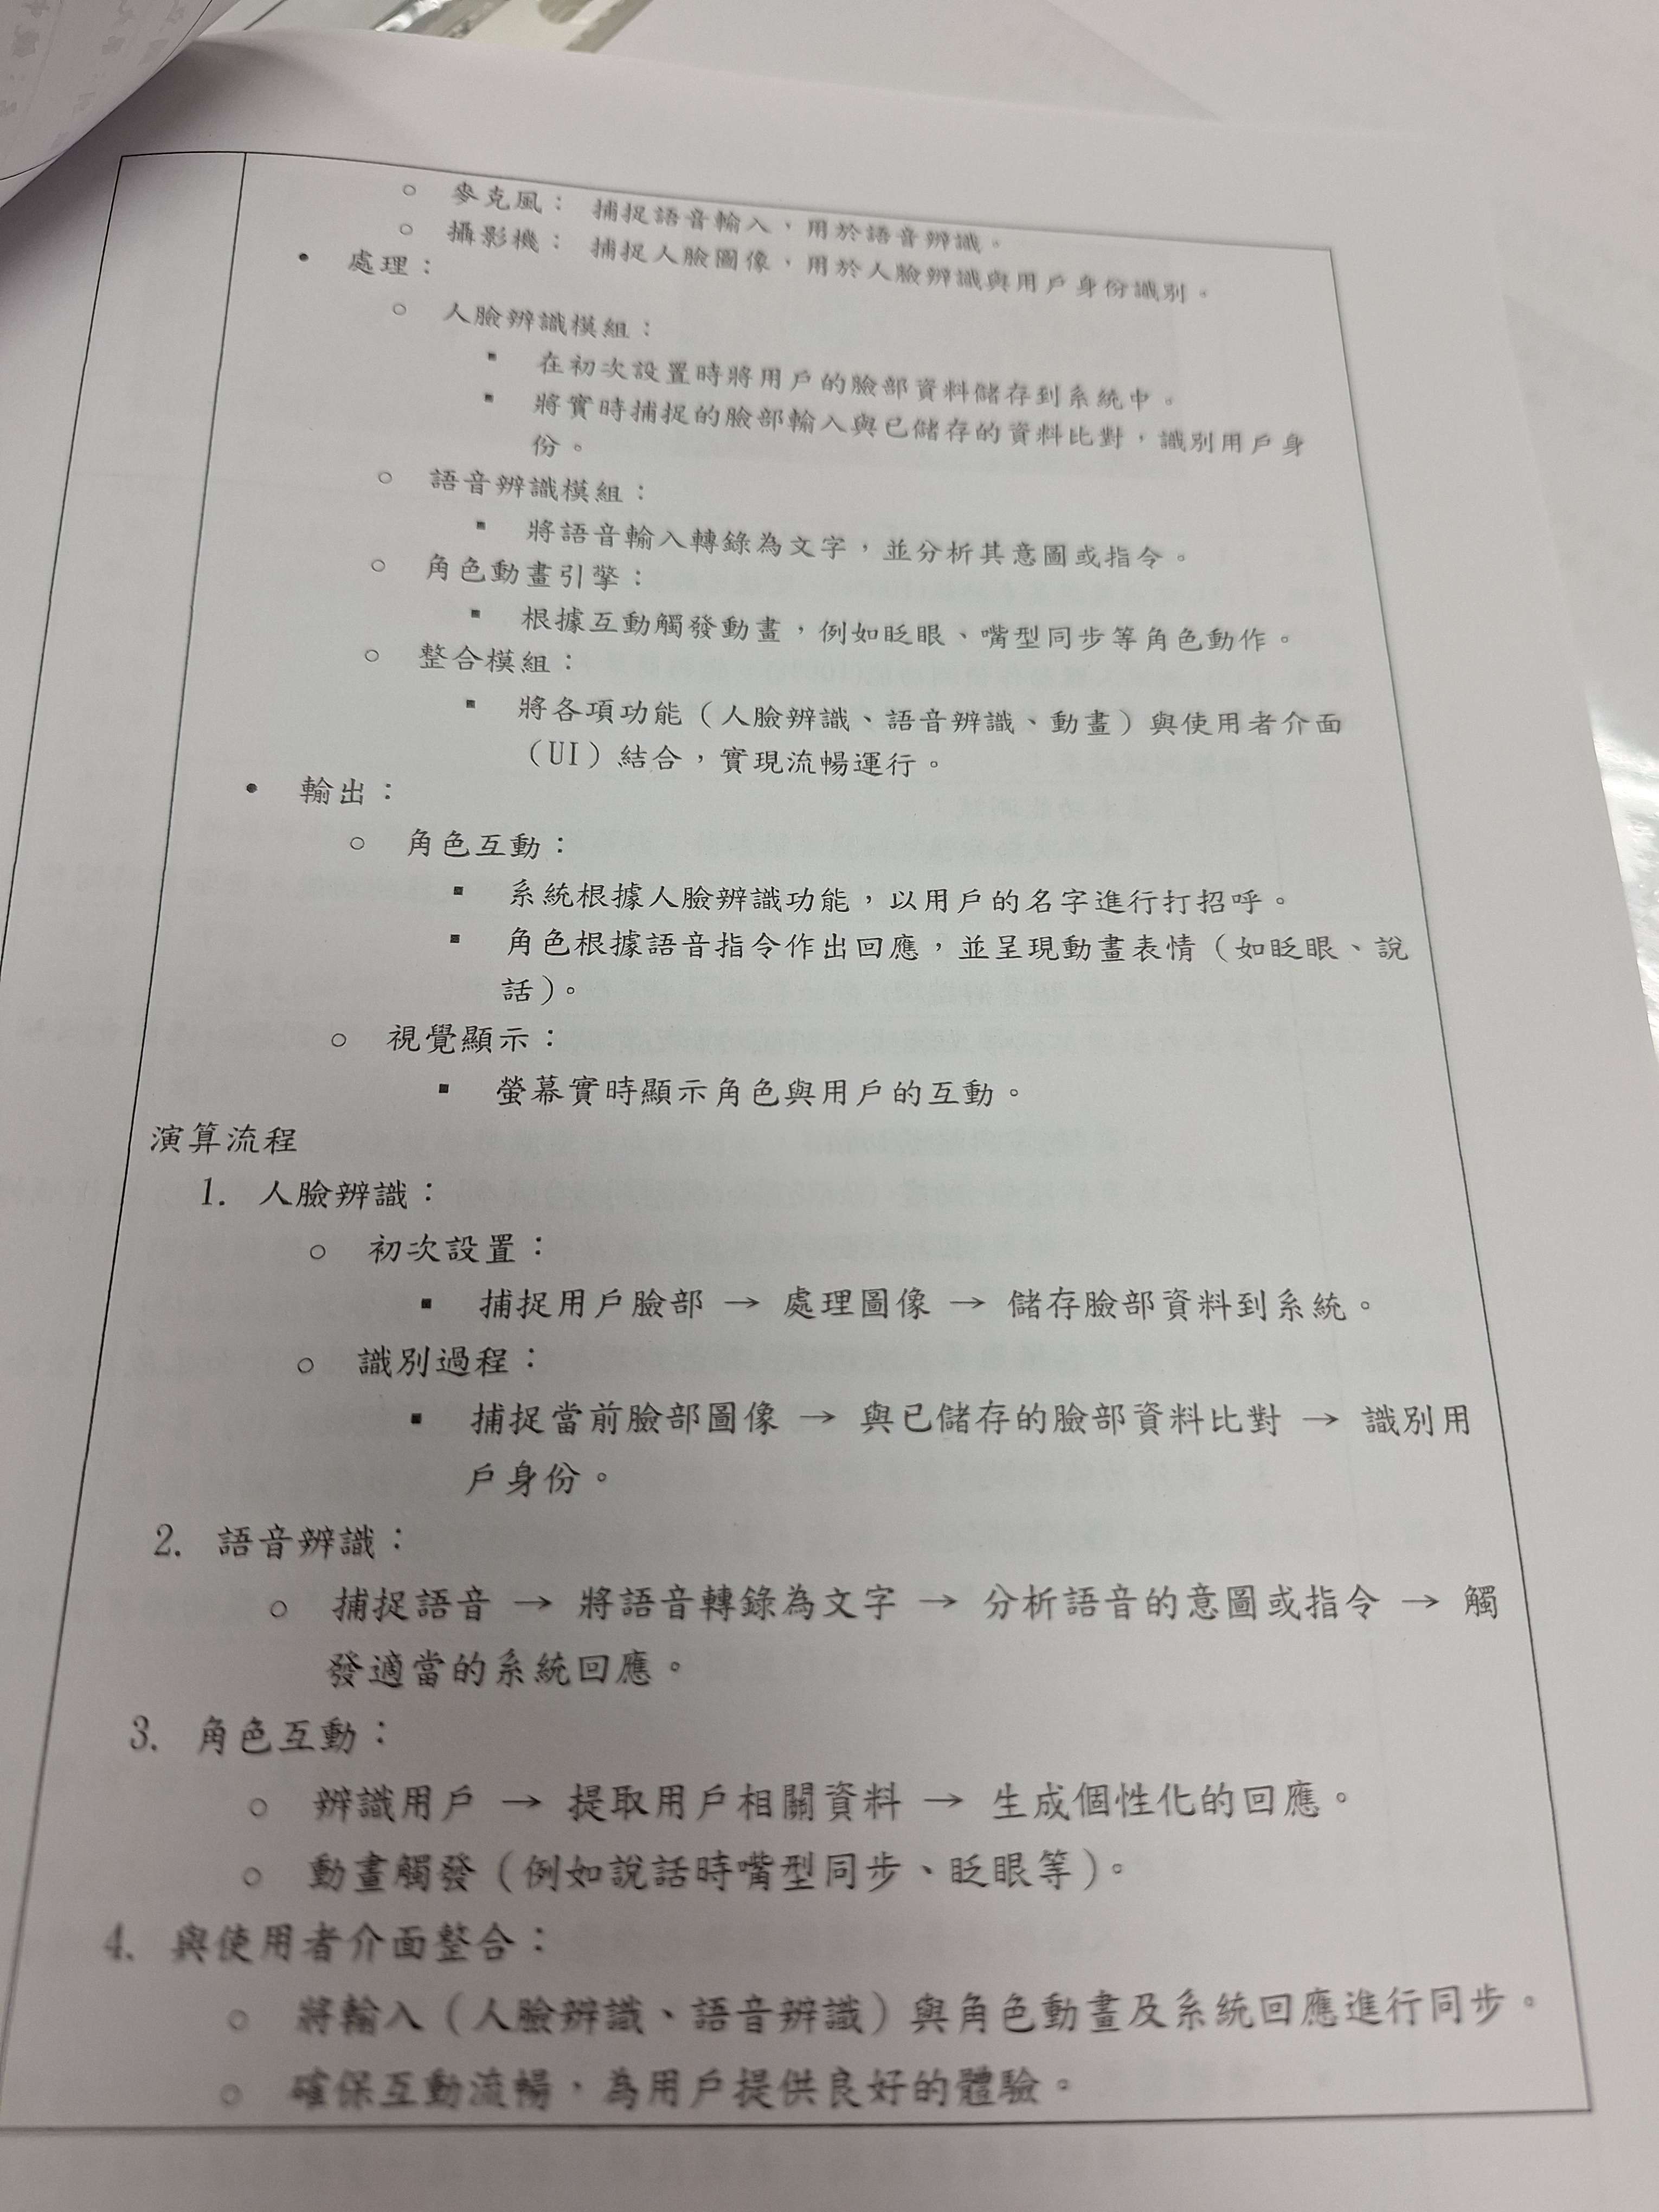 ○ 麥克風： 捕捉語音輸入，用於語音辨識。
○ 攝影機： 捕捉人臉圖像，用於人臉辨識與用戶身份識別。
• 處理：
○ 人臉辨識模組：
▪ 在初次設置時將用戶的臉部資料儲存到系統中。
▪ 將實時捕捉的臉部輸入與已儲存的資料比對，識別用戶身
份。
○ 語音辨識模組：
▪ 將語音輸入轉錄為文字，並分析其意圖或指令。
○ 角色動畫引擎：
▪ 根據互動觸發動畫，例如眨眼、嘴型同步等角色動作。
○ 整合模組：
▪ 將各項功能（人臉辨識、語音辨識、動畫）與使用者介面
（UI）結合，實現流暢運行。
• 輸出：
○ 角色互動：
▪ 系統根據人臉辨識功能，以用戶的名字進行打招呼。
▪ 角色根據語音指令作出回應，並呈現動畫表情（如眨眼、說
話）。
○ 視覺顯示：
▪ 螢幕實時顯示角色與用戶的互動。
演算流程
1. 人臉辨識：
○ 初次設置：
▪ 捕捉用戶臉部 → 處理圖像 → 儲存臉部資料到系統。
○ 識別過程：
▪ 捕捉當前臉部圖像 → 與已儲存的臉部資料比對 → 識別用
戶身份。
2. 語音辨識：
○ 捕捉語音 → 將語音轉錄為文字 → 分析語音的意圖或指令 → 觸
發適當的系統回應。
3. 角色互動：
○ 辨識用戶 → 提取用戶相關資料 → 生成個性化的回應。
○ 動畫觸發（例如說話時嘴型同步、眨眼等）。
4. 與使用者介面整合：
○ 將輸入（人臉辨識、語音辨識）與角色動畫及系統回應進行同步。
○ 確保互動流暢，為用戶提供良好的體驗。